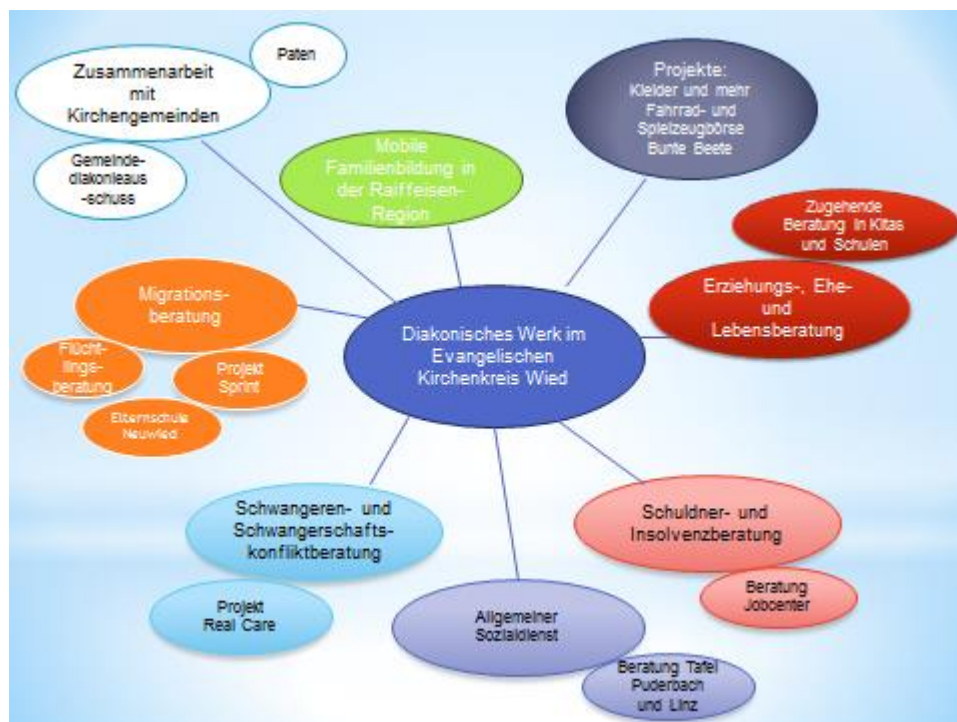 Zusammenarbeit
mit
Kirchengemeinden
Paten
Gemeinde-
diakonieaus
-schuss
Mobile
Familienbildung in
der Raiffeisen-
Region
Projekte:
Kleider und mehr
Fahrrad- und
Spielzeugbörse
Bunte Beete
Zugehende
Beratung in Kitas
und Schulen
Erziehungs-, Ehe-
und
Lebensberatung
Migrations-
beratung
Flücht-
lings-
beratung
Projekt
Sprint
Elternschule
Neuwied
Diakonisches Werk im
Evangelischen
Kirchenkreis Wied
Schwangeren- und
Schwangerschafts-
konfliktberatung
Projekt
Real Care
Allgemeiner
Sozialdienst
Beratung Tafel
Puderbach
und Linz
Schuldner- und
Insolvenzberatung
Beratung
Jobcenter